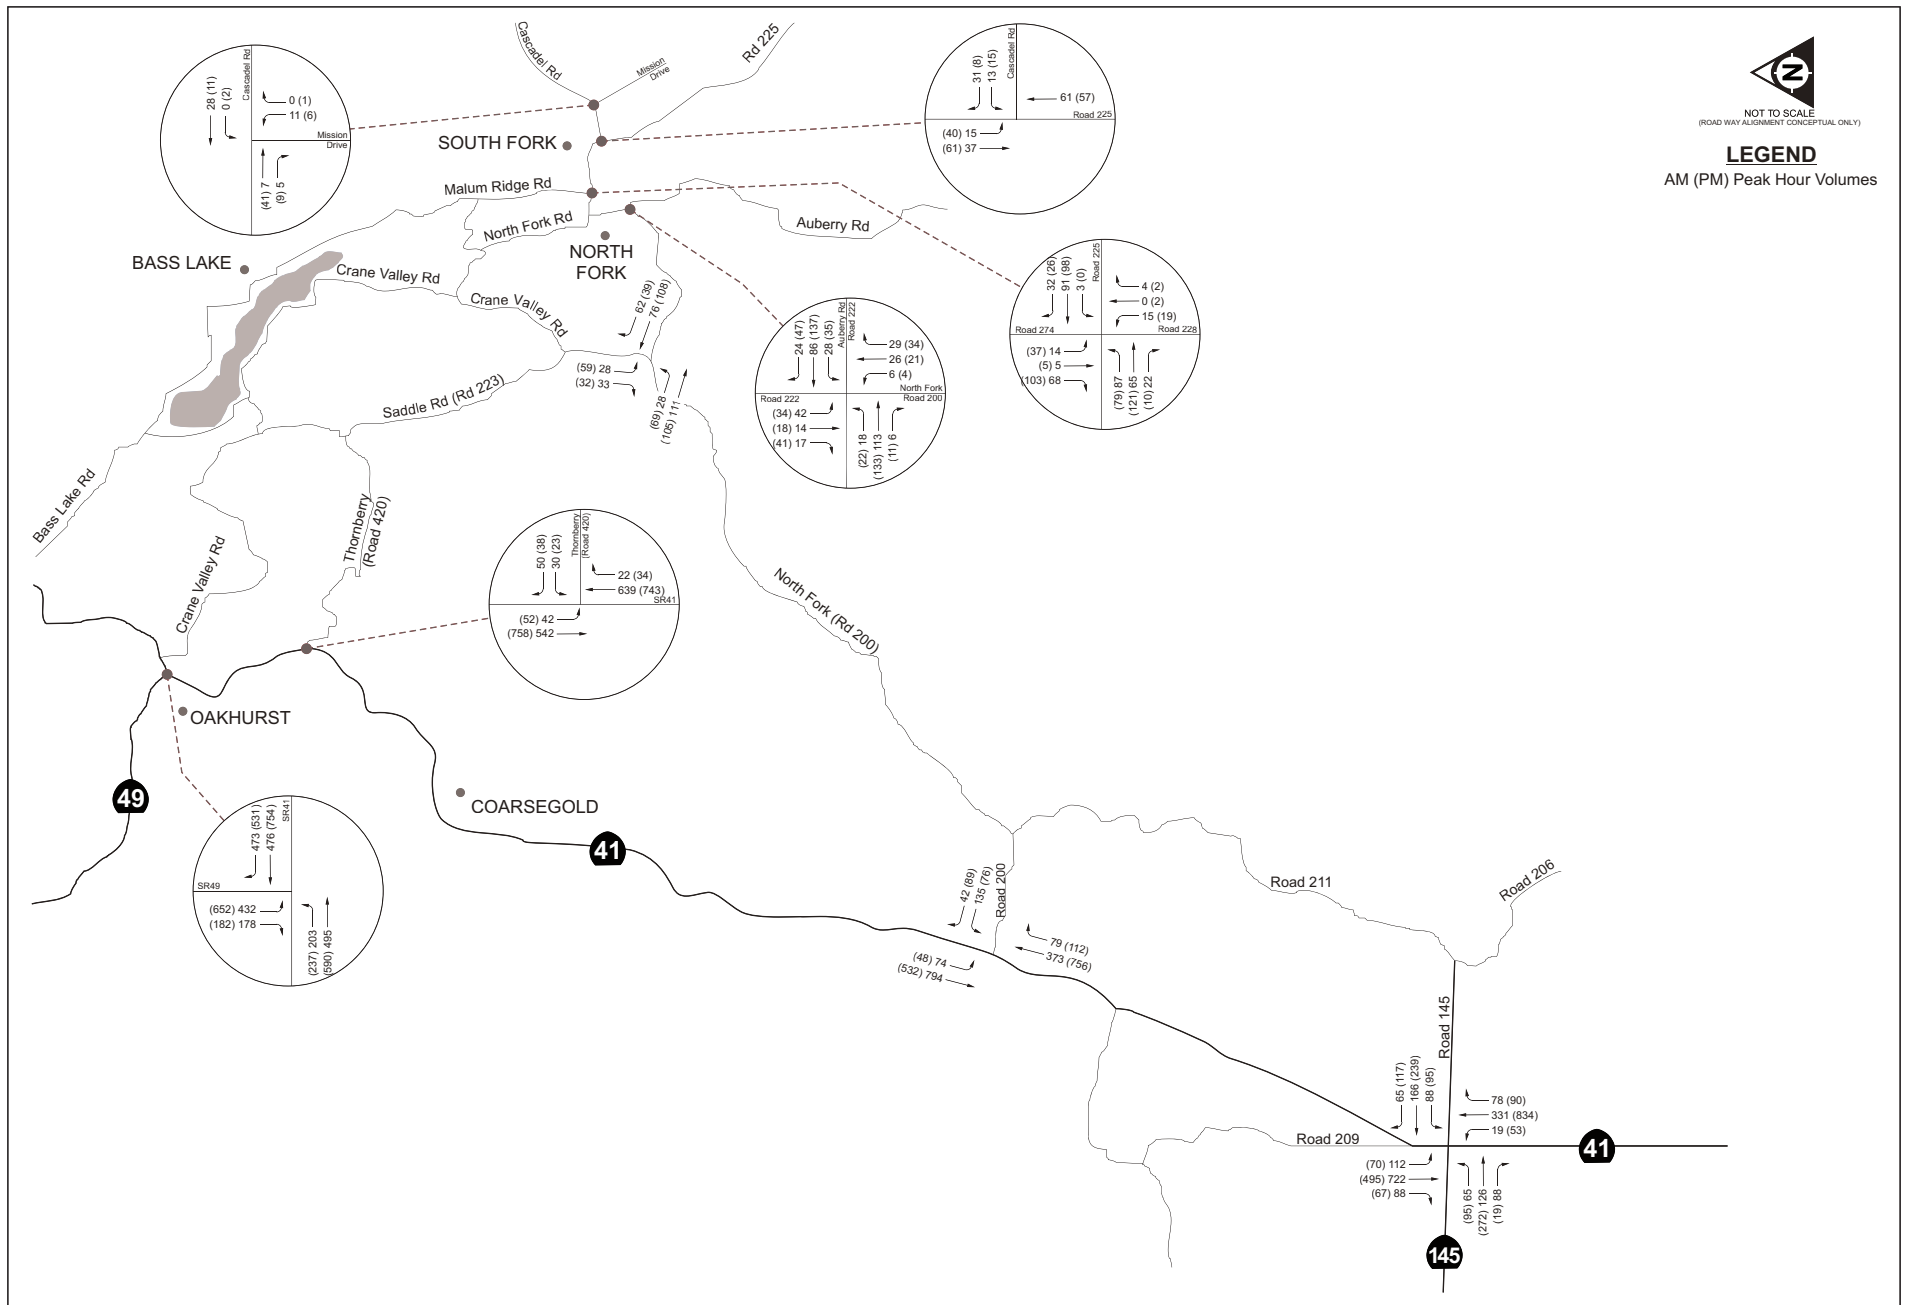 Cascadel Rd
Mission
Drive
Rd 225
SOUTH FORK
Malum Ridge Rd
North Fork Rd
NORTH
FORK
Auberry Rd
BASS LAKE
Crane Valley Rd
Crane Valley Rd
Saddle Rd (Rd 223)
Bass Lake Rd
Thornberry
(Road 420)
Crane Valley Rd
North Fork (Rd 200)
OAKHURST
COARSEGOLD
49
41
Road 200
Road 211
Road 206
Road 145
Road 209
41
145
N
NOT TO SCALE
(ROAD WAY ALIGNMENT CONCEPTUAL ONLY)
LEGEND
AM (PM) Peak Hour Volumes
28 (11)
0 (2)
Cascadel Rd
0 (1)
11 (6)
Mission
Drive
(41) 7
(9) 5
31 (8)
13 (15)
Cascadel Rd
61 (57)
Road 225
(40) 15
(61) 37
32 (26)
91 (98)
3 (0)
Road 225
4 (2)
0 (2)
15 (19)
Road 274
Road 228
(37) 14
(5) 5
(103) 68
(79) 87
(121) 65
(10) 22
24 (47)
86 (137)
28 (35)
Auberry Rd
Road 222
29 (34)
26 (21)
6 (4)
North Fork
Road 200
Road 222
(34) 42
(18) 14
(41) 17
(22) 18
(133) 113
(11) 6
62 (39)
76 (108)
(59) 28
(32) 33
(69) 28
(105) 111
50 (38)
30 (23)
Thornberry
(Road 420)
22 (34)
639 (743)
SR41
(52) 42
(758) 542
473 (531)
476 (754)
SR41
SR49
(652) 432
(182) 178
(237) 203
(590) 495
42 (89)
135 (76)
79 (112)
373 (756)
(48) 74
(532) 794
65 (117)
166 (239)
88 (95)
78 (90)
331 (834)
19 (53)
(70) 112
(495) 722
(67) 88
(95) 65
(272) 126
(19) 88